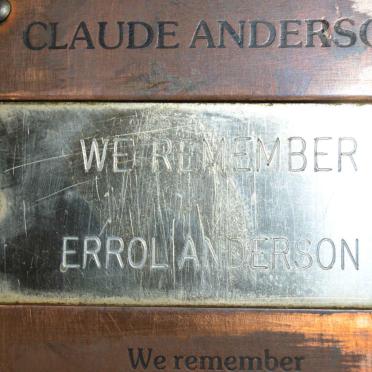 CLAUDE ANDERSO
WE REMEMBER
ERROL ANDERSON
We remember